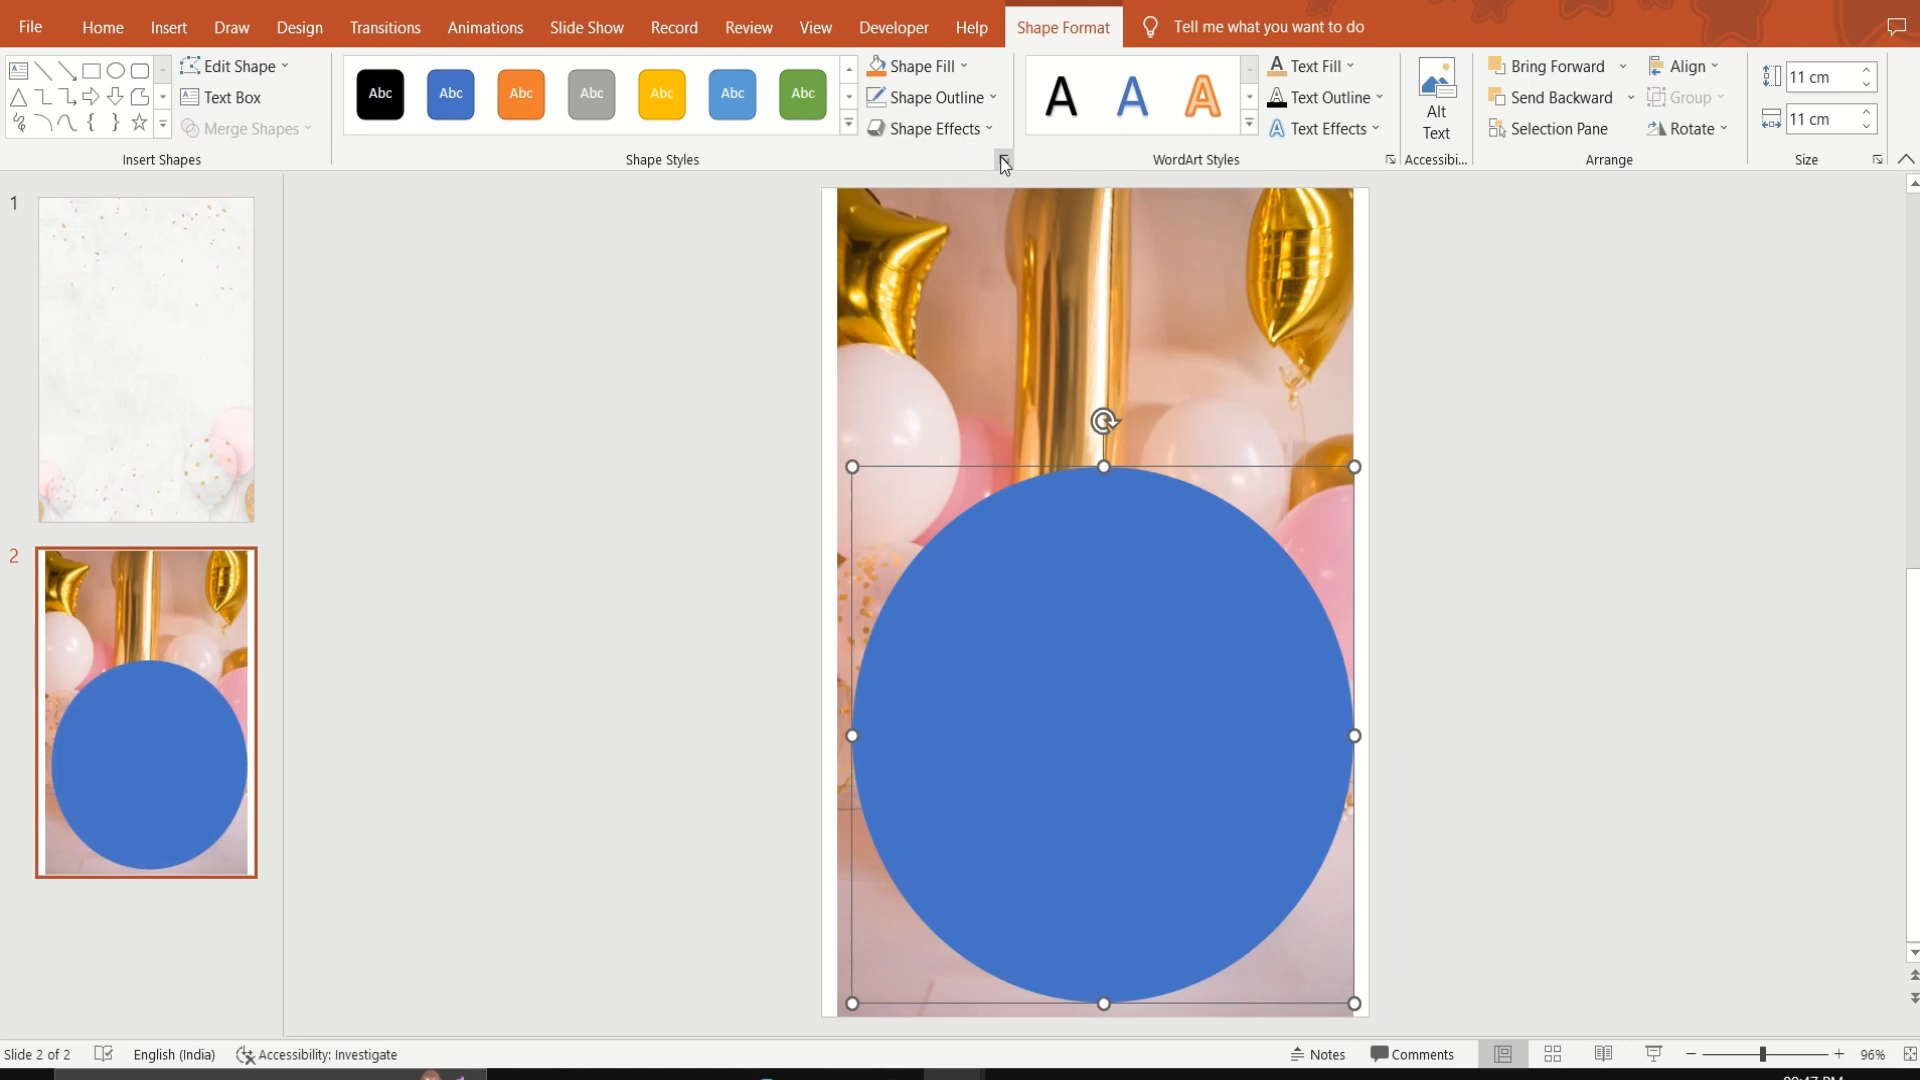 File Home Insert Draw Design Transitions Animations Slide Show Record Review View Developer Help Shape Format Tell me what you want to do
Edit Shape
Text Box
Merge Shapes
Insert Shapes
Abc Abc Abc Abc Abc Abc Abc
Shape Fill
Shape Outline
Shape Effects
Shape Styles
A A A
Text Fill
Text Outline
Text Effects
WordArt Styles
Alt
Text
Accessibi...
Bring Forward
Send Backward
Selection Pane
Align
Group
Rotate
Arrange
11 cm
11 cm
Size
1
2
Slide 2 of 2 English (India) Accessibility: Investigate Notes Comments 96%